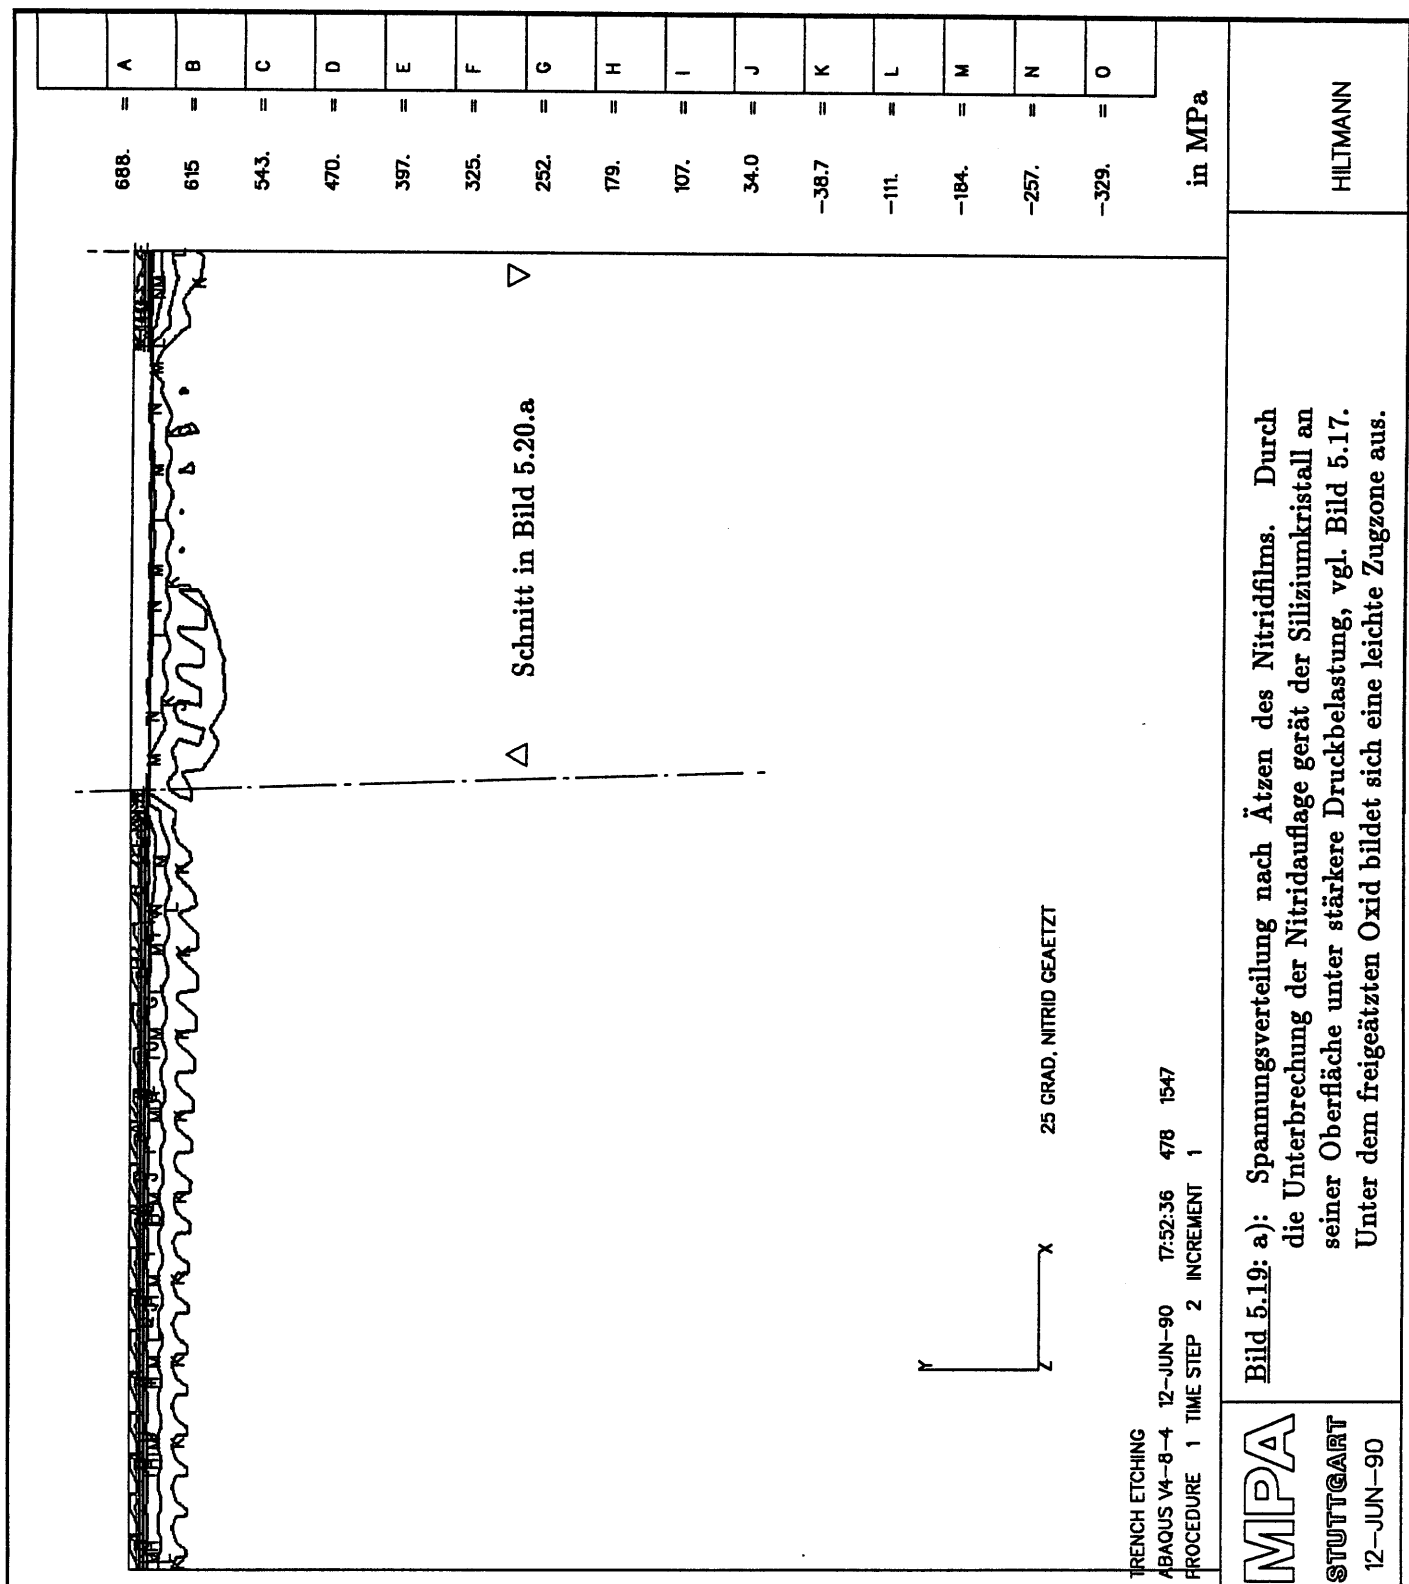 688. = A
615 = B
543. = C
470. = D
397. = E
325. = F
252. = G
179. = H
107. = I
34.0 = J
−38.7 = K
−111. = L
−184. = M
−257. = N
−329. = O
in MPa
Schnitt in Bild 5.20.a
25 GRAD, NITRID GEAETZT
Y
X
Z
TRENCH ETCHING
ABAQUS V4−8−4 12−JUN−90 17:52:36 478 1547
PROCEDURE 1 TIME STEP 2 INCREMENT 1
MPA
STUTTGART
12−JUN−90
Bild 5.19: a): Spannungsverteilung nach Ätzen des Nitridfilms. Durch
die Unterbrechung der Nitridauflage gerät der Siliziumkristall an
seiner Oberfläche unter stärkere Druckbelastung, vgl. Bild 5.17.
Unter dem freigeätzten Oxid bildet sich eine leichte Zugzone aus.
HILTMANN